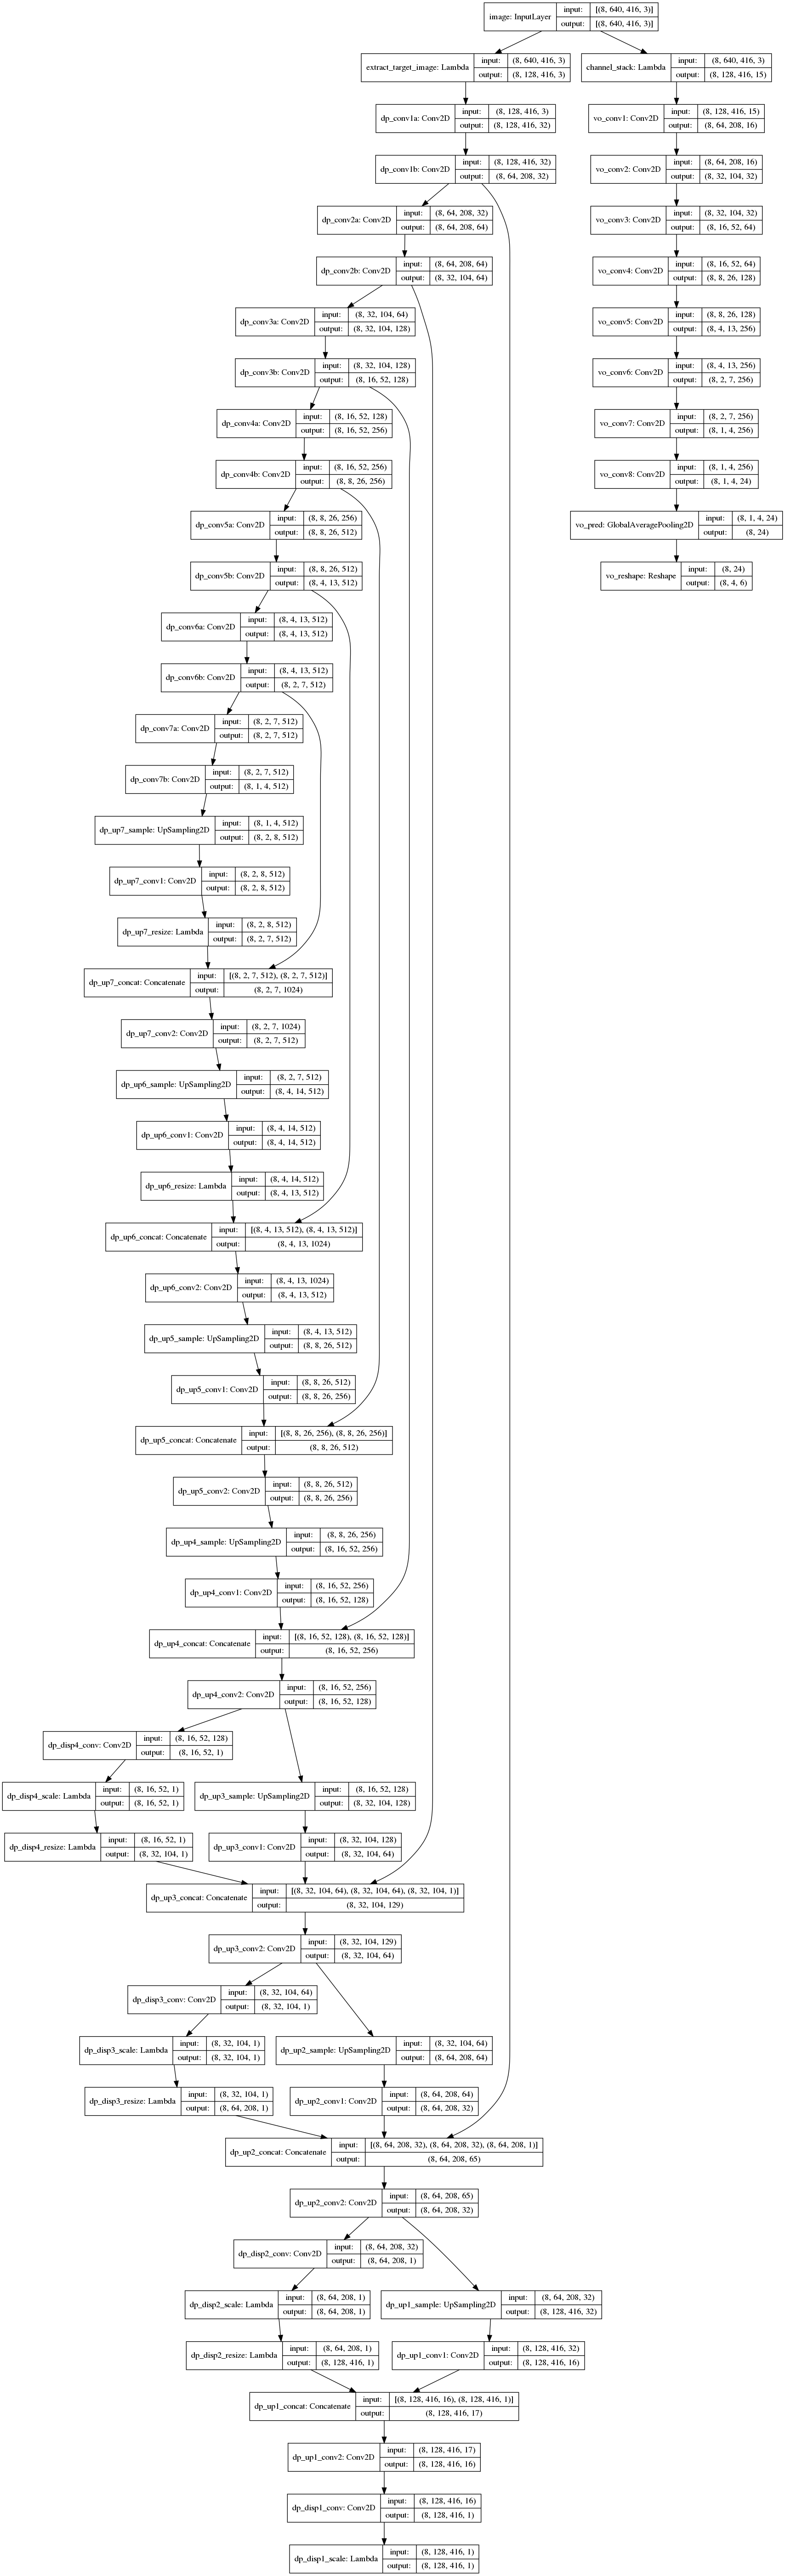 image: InputLayer
input: [(8, 640, 416, 3)]
output: [(8, 640, 416, 3)]
extract_target_image: Lambda
input: (8, 640, 416, 3)
output: (8, 128, 416, 3)
channel_stack: Lambda
input: (8, 640, 416, 3)
output: (8, 128, 416, 15)
dp_conv1a: Conv2D
input: (8, 128, 416, 3)
output: (8, 128, 416, 32)
vo_conv1: Conv2D
input: (8, 128, 416, 15)
output: (8, 64, 208, 16)
dp_conv1b: Conv2D
input: (8, 128, 416, 32)
output: (8, 64, 208, 32)
vo_conv2: Conv2D
input: (8, 64, 208, 16)
output: (8, 32, 104, 32)
dp_conv2a: Conv2D
input: (8, 64, 208, 32)
output: (8, 64, 208, 64)
vo_conv3: Conv2D
input: (8, 32, 104, 32)
output: (8, 16, 52, 64)
dp_conv2b: Conv2D
input: (8, 64, 208, 64)
output: (8, 32, 104, 64)
vo_conv4: Conv2D
input: (8, 16, 52, 64)
output: (8, 8, 26, 128)
dp_conv3a: Conv2D
input: (8, 32, 104, 64)
output: (8, 32, 104, 128)
vo_conv5: Conv2D
input: (8, 8, 26, 128)
output: (8, 4, 13, 256)
dp_conv3b: Conv2D
input: (8, 32, 104, 128)
output: (8, 16, 52, 128)
vo_conv6: Conv2D
input: (8, 4, 13, 256)
output: (8, 2, 7, 256)
dp_conv4a: Conv2D
input: (8, 16, 52, 128)
output: (8, 16, 52, 256)
vo_conv7: Conv2D
input: (8, 2, 7, 256)
output: (8, 1, 4, 256)
dp_conv4b: Conv2D
input: (8, 16, 52, 256)
output: (8, 8, 26, 256)
vo_conv8: Conv2D
input: (8, 1, 4, 256)
output: (8, 1, 4, 24)
dp_conv5a: Conv2D
input: (8, 8, 26, 256)
output: (8, 8, 26, 512)
vo_pred: GlobalAveragePooling2D
input: (8, 1, 4, 24)
output: (8, 24)
dp_conv5b: Conv2D
input: (8, 8, 26, 512)
output: (8, 4, 13, 512)
vo_reshape: Reshape
input: (8, 24)
output: (8, 4, 6)
dp_conv6a: Conv2D
input: (8, 4, 13, 512)
output: (8, 4, 13, 512)
dp_conv6b: Conv2D
input: (8, 4, 13, 512)
output: (8, 2, 7, 512)
dp_conv7a: Conv2D
input: (8, 2, 7, 512)
output: (8, 2, 7, 512)
dp_conv7b: Conv2D
input: (8, 2, 7, 512)
output: (8, 1, 4, 512)
dp_up7_sample: UpSampling2D
input: (8, 1, 4, 512)
output: (8, 2, 8, 512)
dp_up7_conv1: Conv2D
input: (8, 2, 8, 512)
output: (8, 2, 8, 512)
dp_up7_resize: Lambda
input: (8, 2, 8, 512)
output: (8, 2, 7, 512)
dp_up7_concat: Concatenate
input: [(8, 2, 7, 512), (8, 2, 7, 512)]
output: (8, 2, 7, 1024)
dp_up7_conv2: Conv2D
input: (8, 2, 7, 1024)
output: (8, 2, 7, 512)
dp_up6_sample: UpSampling2D
input: (8, 2, 7, 512)
output: (8, 4, 14, 512)
dp_up6_conv1: Conv2D
input: (8, 4, 14, 512)
output: (8, 4, 14, 512)
dp_up6_resize: Lambda
input: (8, 4, 14, 512)
output: (8, 4, 13, 512)
dp_up6_concat: Concatenate
input: [(8, 4, 13, 512), (8, 4, 13, 512)]
output: (8, 4, 13, 1024)
dp_up6_conv2: Conv2D
input: (8, 4, 13, 1024)
output: (8, 4, 13, 512)
dp_up5_sample: UpSampling2D
input: (8, 4, 13, 512)
output: (8, 8, 26, 512)
dp_up5_conv1: Conv2D
input: (8, 8, 26, 512)
output: (8, 8, 26, 256)
dp_up5_concat: Concatenate
input: [(8, 8, 26, 256), (8, 8, 26, 256)]
output: (8, 8, 26, 512)
dp_up5_conv2: Conv2D
input: (8, 8, 26, 512)
output: (8, 8, 26, 256)
dp_up4_sample: UpSampling2D
input: (8, 8, 26, 256)
output: (8, 16, 52, 256)
dp_up4_conv1: Conv2D
input: (8, 16, 52, 256)
output: (8, 16, 52, 128)
dp_up4_concat: Concatenate
input: [(8, 16, 52, 128), (8, 16, 52, 128)]
output: (8, 16, 52, 256)
dp_up4_conv2: Conv2D
input: (8, 16, 52, 256)
output: (8, 16, 52, 128)
dp_disp4_conv: Conv2D
input: (8, 16, 52, 128)
output: (8, 16, 52, 1)
dp_disp4_scale: Lambda
input: (8, 16, 52, 1)
output: (8, 16, 52, 1)
dp_up3_sample: UpSampling2D
input: (8, 16, 52, 128)
output: (8, 32, 104, 128)
dp_disp4_resize: Lambda
input: (8, 16, 52, 1)
output: (8, 32, 104, 1)
dp_up3_conv1: Conv2D
input: (8, 32, 104, 128)
output: (8, 32, 104, 64)
dp_up3_concat: Concatenate
input: [(8, 32, 104, 64), (8, 32, 104, 64), (8, 32, 104, 1)]
output: (8, 32, 104, 129)
dp_up3_conv2: Conv2D
input: (8, 32, 104, 129)
output: (8, 32, 104, 64)
dp_disp3_conv: Conv2D
input: (8, 32, 104, 64)
output: (8, 32, 104, 1)
dp_disp3_scale: Lambda
input: (8, 32, 104, 1)
output: (8, 32, 104, 1)
dp_up2_sample: UpSampling2D
input: (8, 32, 104, 64)
output: (8, 64, 208, 64)
dp_disp3_resize: Lambda
input: (8, 32, 104, 1)
output: (8, 64, 208, 1)
dp_up2_conv1: Conv2D
input: (8, 64, 208, 64)
output: (8, 64, 208, 32)
dp_up2_concat: Concatenate
input: [(8, 64, 208, 32), (8, 64, 208, 32), (8, 64, 208, 1)]
output: (8, 64, 208, 65)
dp_up2_conv2: Conv2D
input: (8, 64, 208, 65)
output: (8, 64, 208, 32)
dp_disp2_conv: Conv2D
input: (8, 64, 208, 32)
output: (8, 64, 208, 1)
dp_disp2_scale: Lambda
input: (8, 64, 208, 1)
output: (8, 64, 208, 1)
dp_up1_sample: UpSampling2D
input: (8, 64, 208, 32)
output: (8, 128, 416, 32)
dp_disp2_resize: Lambda
input: (8, 64, 208, 1)
output: (8, 128, 416, 1)
dp_up1_conv1: Conv2D
input: (8, 128, 416, 32)
output: (8, 128, 416, 16)
dp_up1_concat: Concatenate
input: [(8, 128, 416, 16), (8, 128, 416, 1)]
output: (8, 128, 416, 17)
dp_up1_conv2: Conv2D
input: (8, 128, 416, 17)
output: (8, 128, 416, 16)
dp_disp1_conv: Conv2D
input: (8, 128, 416, 16)
output: (8, 128, 416, 1)
dp_disp1_scale: Lambda
input: (8, 128, 416, 1)
output: (8, 128, 416, 1)